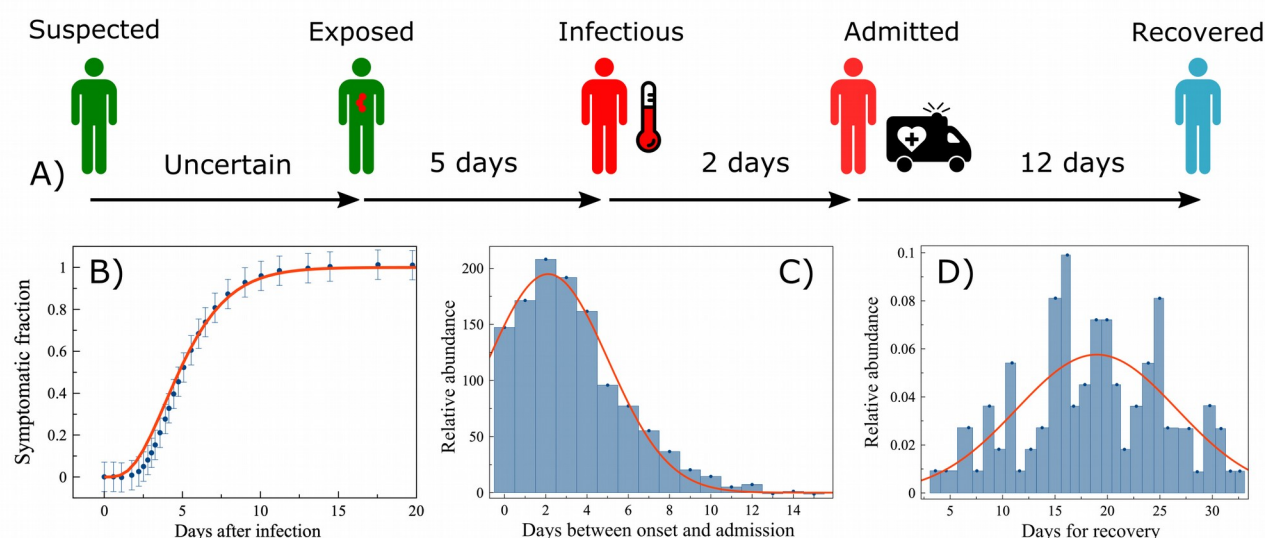 Suspected Exposed Infectious Admitted Recovered
A) Uncertain 5 days 2 days 12 days
B)
Symptomatic fraction
1
0.8
0.6
0.4
0.2
0
0 5 10 15 20
Days after infection
C)
Relative abundance
200
150
100
50
0
0 2 4 6 8 10 12 14
Days between onset and admission
D)
Relative abundance
0.1
0.08
0.06
0.04
0.02
0
5 10 15 20 25 30
Days for recovery